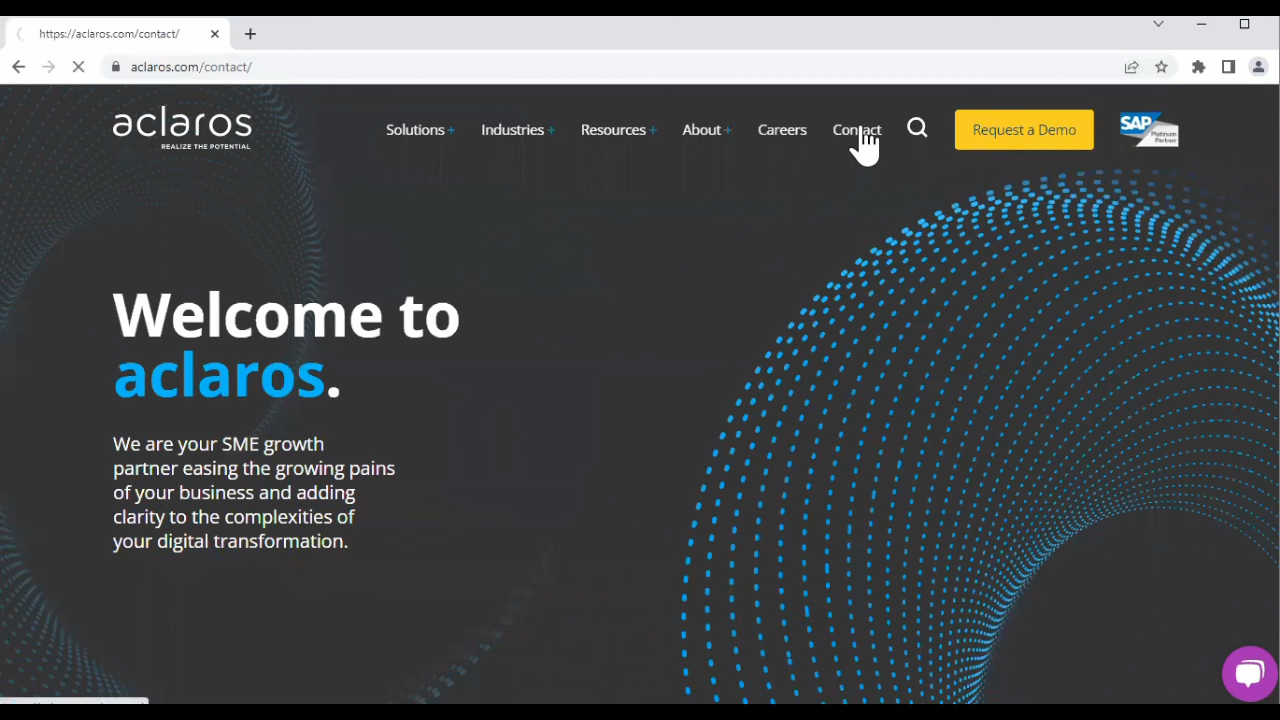 https://aclaros.com/contact/
aclaros.com/contact/
aclaros
REALIZE THE POTENTIAL
Solutions+
Industries+
Resources+
About+
Careers
Contact
Request a Demo
SAP
Platinum
Partner
Welcome to
aclaros.
We are your SME growth
partner easing the growing pains
of your business and adding
clarity to the complexities of
your digital transformation.